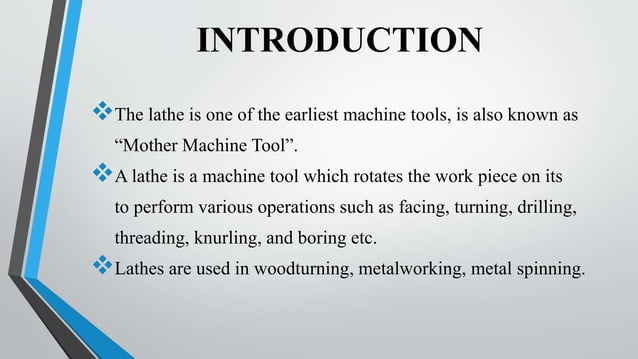 INTRODUCTION
The lathe is one of the earliest machine tools, is also known as
“Mother Machine Tool”.
A lathe is a machine tool which rotates the work piece on its
to perform various operations such as facing, turning, drilling,
threading, knurling, and boring etc.
Lathes are used in woodturning, metalworking, metal spinning.